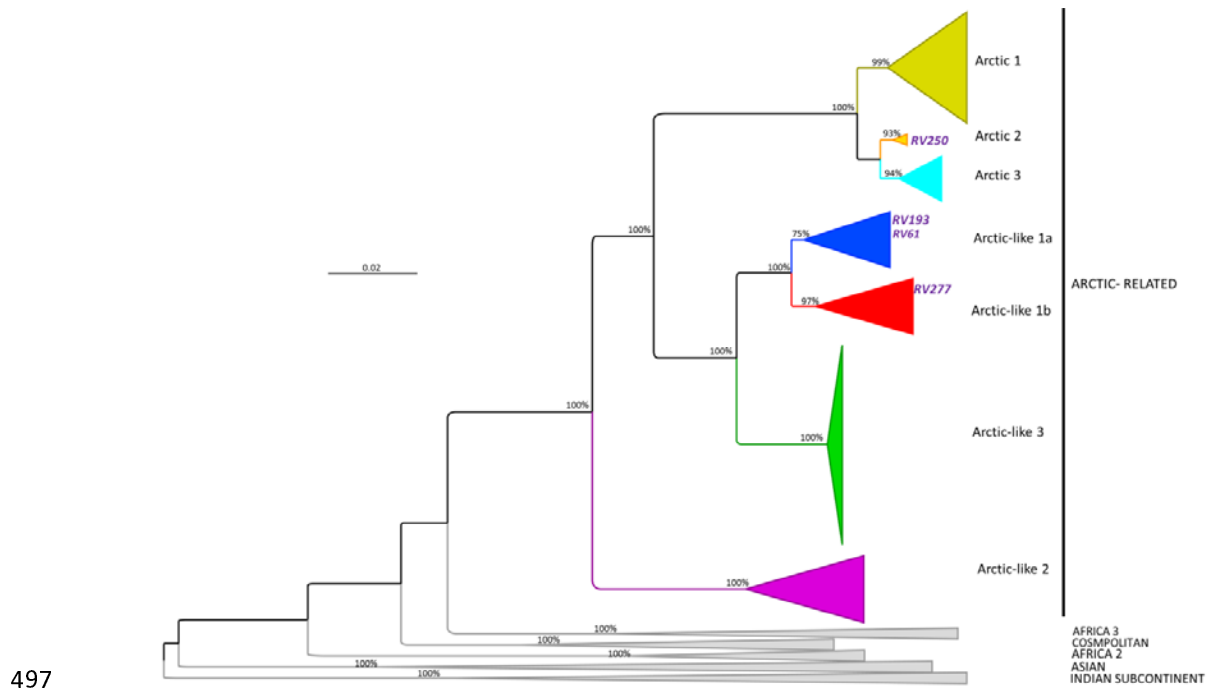 99%
Arctic 1
100%
93%
RV250
Arctic 2
94%
Arctic 3
RV193
RV61
75%
Arctic-like 1a
100%
100%
0.02
RV277
97%
Arctic-like 1b
ARCTIC- RELATED
100%
100%
100%
Arctic-like 3
100%
Arctic-like 2
100%
AFRICA 3
100%
COSMPOLITAN
100%
AFRICA 2
100%
ASIAN
100%
INDIAN SUBCONTINENT
497